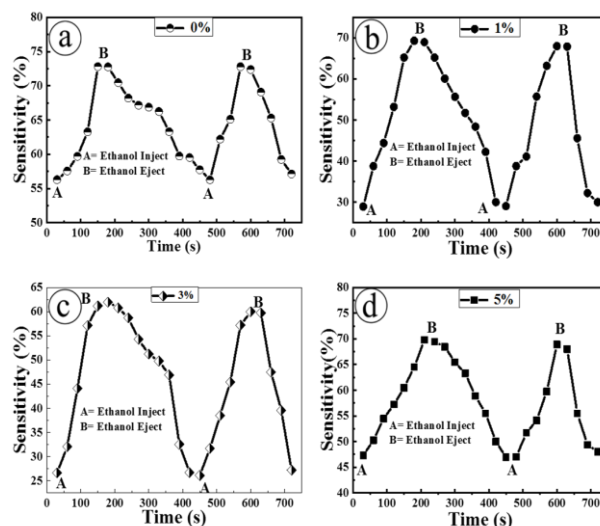 a
0%
B
B
A= Ethanol Inject
B= Ethanol Eject
A
A
Sensitivity (%)
80
75
70
65
60
55
50
0 100 200 300 400 500 600 700
Time (s)
b
1%
B
B
A= Ethanol Inject
B= Ethanol Eject
A
A
Sensitivity (%)
70
60
50
40
30
0 100 200 300 400 500 600 700
Time (s)
c
3%
B
B
A= Ethanol Inject
B= Ethanol Eject
A
A
Sensitivity(%)
65
60
55
50
45
40
35
30
25
0 100 200 300 400 500 600 700
Time (s)
d
5%
B
B
A= Ethanol Inject
B= Ethanol Eject
A
A
Sensitivity(%)
80
75
70
65
60
55
50
45
40
0 100 200 300 400 500 600 700
Time (s)